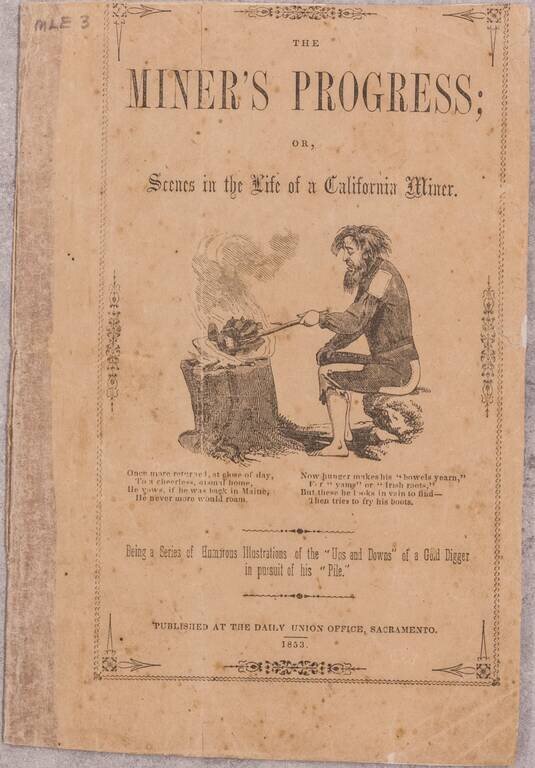 MLE 3
THE
MINER'S PROGRESS;
OR,
Scenes in the Life of a California Miner.
Once more returned, at close of day,
To a cheerless, dismal home,
He vows, if he was back in Maine,
He never more would roam.
Now hunger makes his "bowels yearn,"
For "yams" or "Irish roots,"
But these he looks in vain to find—
Then tries to fry his boots.
Being a Series of Humorous Illustrations of the "Ups and Downs" of a Gold Digger
in pursuit of his "Pile."
PUBLISHED AT THE DAILY UNION OFFICE, SACRAMENTO.
1853.